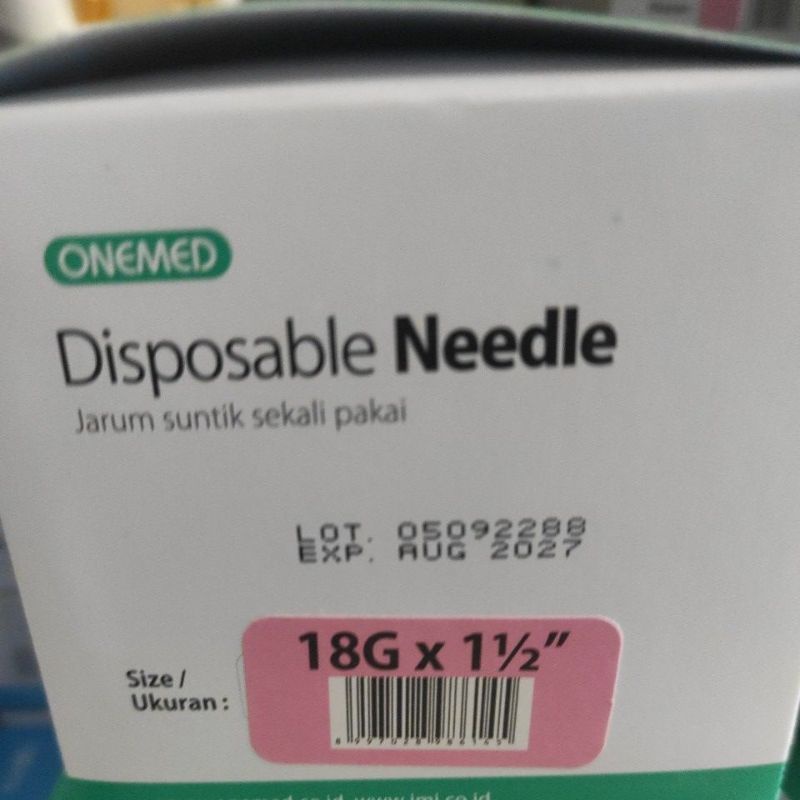 ONEMED
Disposable Needle
Jarum suntik sekali pakai
LOT. 05092288
EXP. AUG 2027
18G x 1½"
Size /
Ukuran :